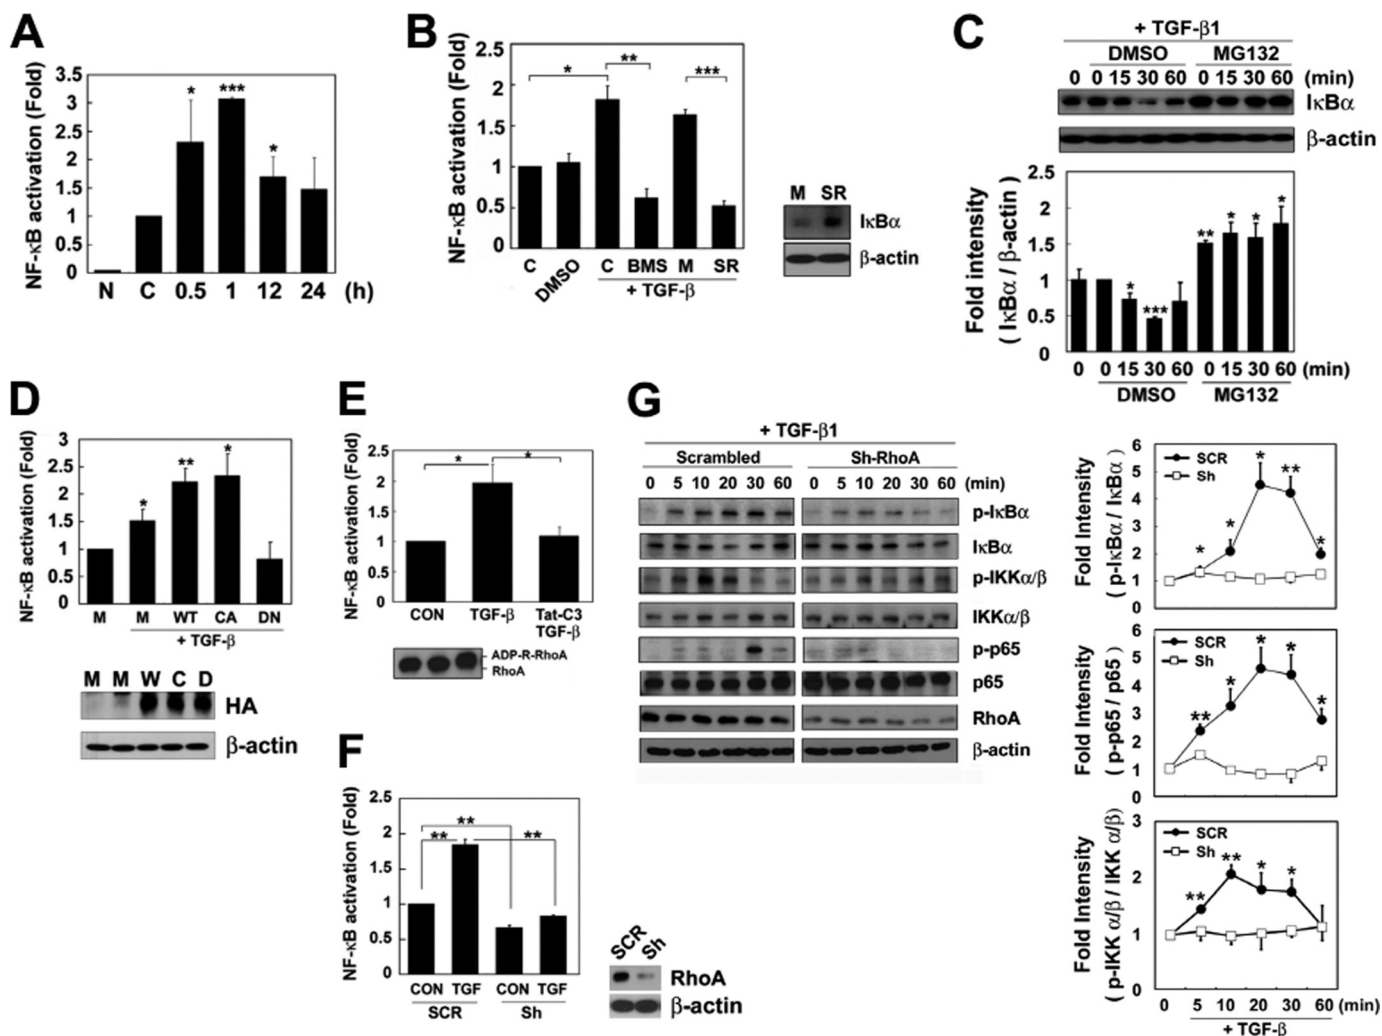 A
NF-κB activation (Fold)
3.5
3
2.5
2
1.5
1
0.5
0
*
***
*
N C 0.5 1 12 24 (h)
B
NF-κB activation (Fold)
2.5
2
1.5
1
0.5
0
* ** ***
C DMSO C BMS M SR
+ TGF-β
M SR
IκBα
β-actin
C
+ TGF-β1
DMSO MG132
0 0 15 30 60 0 15 30 60 (min)
IκBα
β-actin
Fold intensity
( IκBα / β-actin )
2.5
2
1.5
1
0.5
0
* *** ** * * *
0 0 15 30 60 0 15 30 60 (min)
DMSO MG132
D
NF-κB activation (Fold)
3
2.5
2
1.5
1
0.5
0
* ** *
M M WT CA DN
+ TGF-β
M M W C D
HA
β-actin
E
NF-κB activation (Fold)
2.5
2
1.5
1
0.5
0
* *
CON TGF-β Tat-C3
TGF-β
ADP-R-RhoA
RhoA
F
NF-κB activation (Fold)
2.5
2
1.5
1
0.5
0
**
** **
CON TGF CON TGF
SCR Sh
SCR Sh
RhoA
β-actin
G
+ TGF-β1
Scrambled Sh-RhoA
0 5 10 20 30 60 0 5 10 20 30 60 (min)
p-IκBα
IκBα
p-IKKα/β
IKKα/β
p-p65
p65
RhoA
β-actin
Fold Intensity
( p-IκBα / IκBα )
6
5
4
3
2
1
0
SCR
Sh
* * * ** *
Fold Intensity
( p-p65 / p65 )
6
5
4
3
2
1
0
SCR
Sh
** * * * *
Fold Intensity
( p-IKK α/β / IKK α/β)
3
2
1
0
SCR
Sh
** ** * *
0 5 10 20 30 60 (min)
+ TGF-β